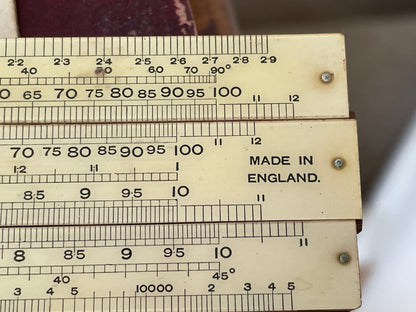 2·2 2·3 2·4 2·5 2·6 2·7 2·8 2·9
40 50 60 70 90°
0 65 70 75 80 85 90 95 100
11 12
70 75 80 85 90 95 100 11 12
1·2 1·1 1
MADE IN
ENGLAND.
8·5 9 9·5 10
11
11
8 8·5 9 9·5 10
40 45°
3 4 5 10000 2 3 4 5